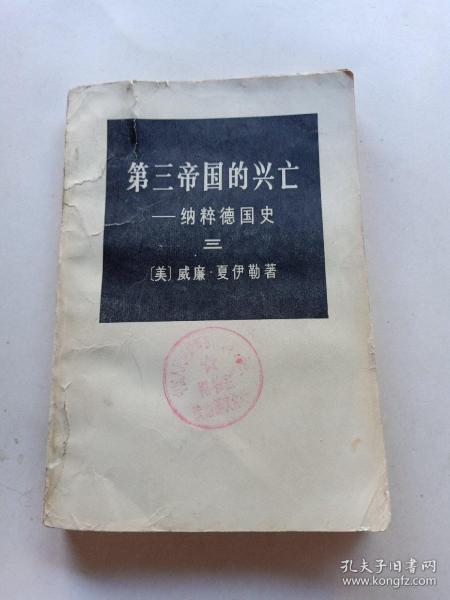 第三帝国的兴亡
—纳粹德国史
三
〔美〕威廉·夏伊勒著
孔夫子旧书网
www.kongfz.com